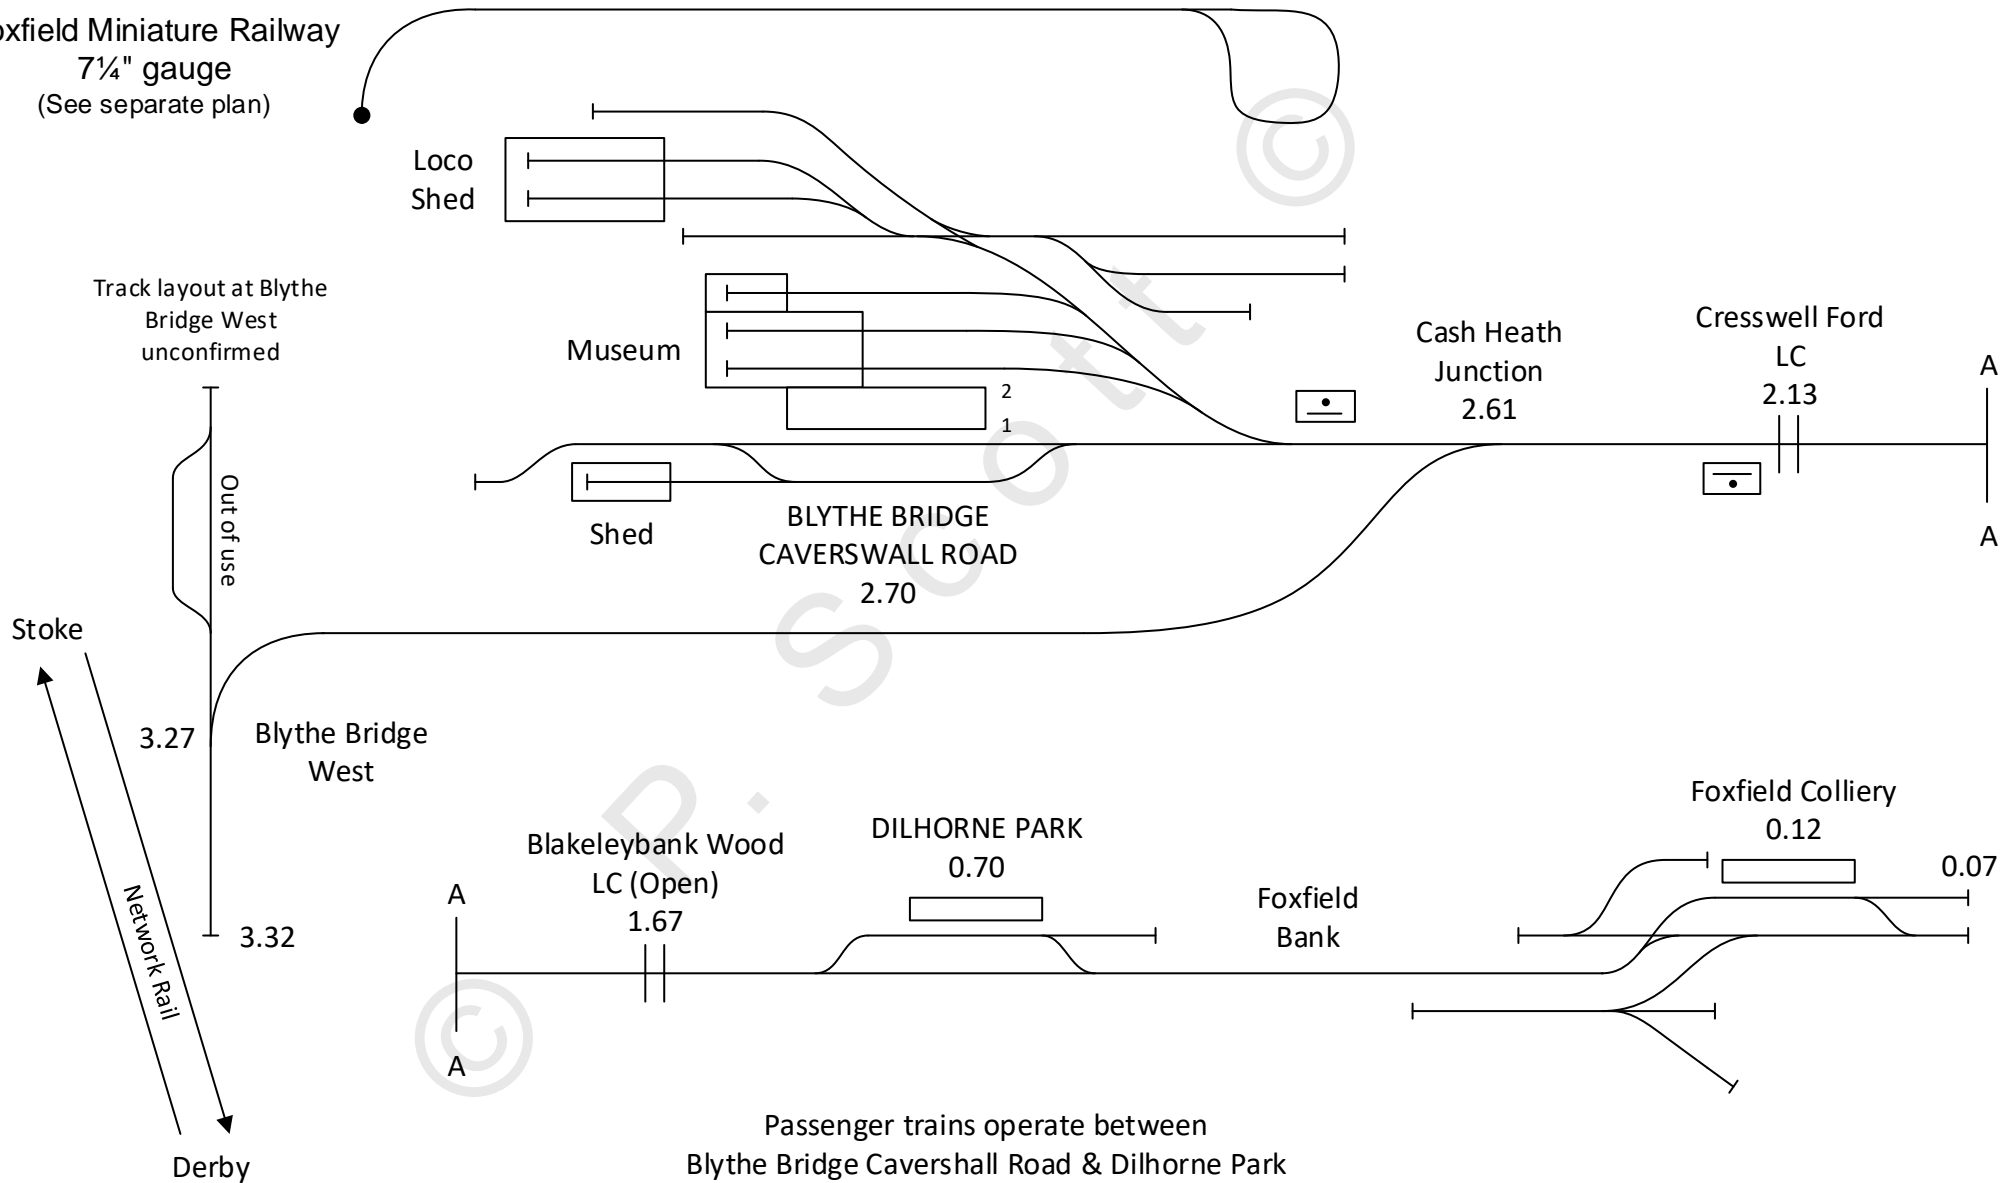 oxfield Miniature Railway
7¼" gauge
(See separate plan)
Loco
Shed
Track layout at Blythe
Bridge West
unconfirmed
Museum
2
1
Cash Heath
Junction
2.61
Cresswell Ford
LC
2.13
A
A
Out of use
Shed
BLYTHE BRIDGE
CAVERSWALL ROAD
2.70
Stoke
3.27
Blythe Bridge
West
3.32
Network Rail
Derby
A
A
Blakeleybank Wood
LC (Open)
1.67
DILHORNE PARK
0.70
Foxfield
Bank
Foxfield Colliery
0.12
0.07
Passenger trains operate between
Blythe Bridge Cavershall Road & Dilhorne Park
© P. Scott ©